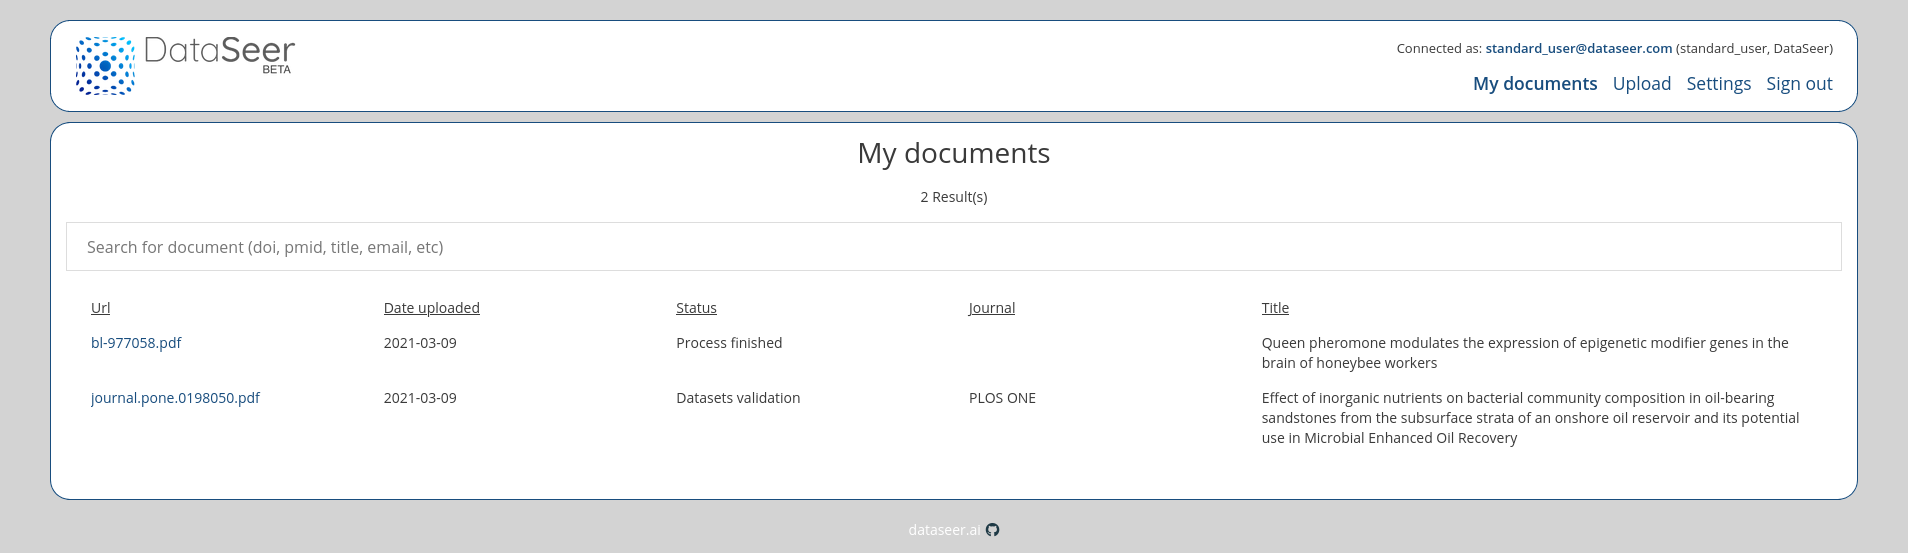 DataSeer
BETA
Connected as: standard_user@dataseer.com (standard_user, DataSeer)
My documents Upload Settings Sign out
My documents
2 Result(s)
Search for document (doi, pmid, title, email, etc)
Url Date uploaded Status Journal Title
bl-977058.pdf 2021-03-09 Process finished Queen pheromone modulates the expression of epigenetic modifier genes in the
brain of honeybee workers
journal.pone.0198050.pdf 2021-03-09 Datasets validation PLOS ONE Effect of inorganic nutrients on bacterial community composition in oil-bearing
sandstones from the subsurface strata of an onshore oil reservoir and its potential
use in Microbial Enhanced Oil Recovery
dataseer.ai